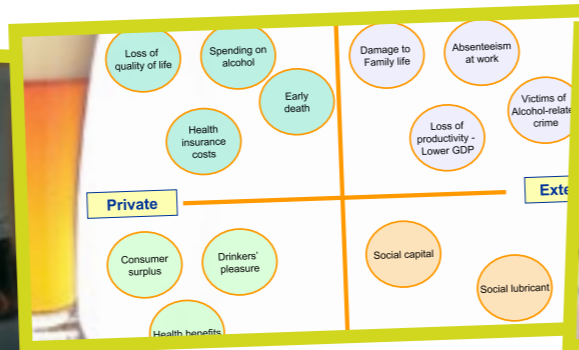 Loss of
quality of life
Spending on
alcohol
Early
death
Health
insurance
costs
Damage to
Family life
Absenteeism
at work
Victims of
Alcohol-relate
crime
Loss of
productivity -
Lower GDP
Private
Exte
Consumer
surplus
Drinkers'
pleasure
Health benefits
Social capital
Social lubricant